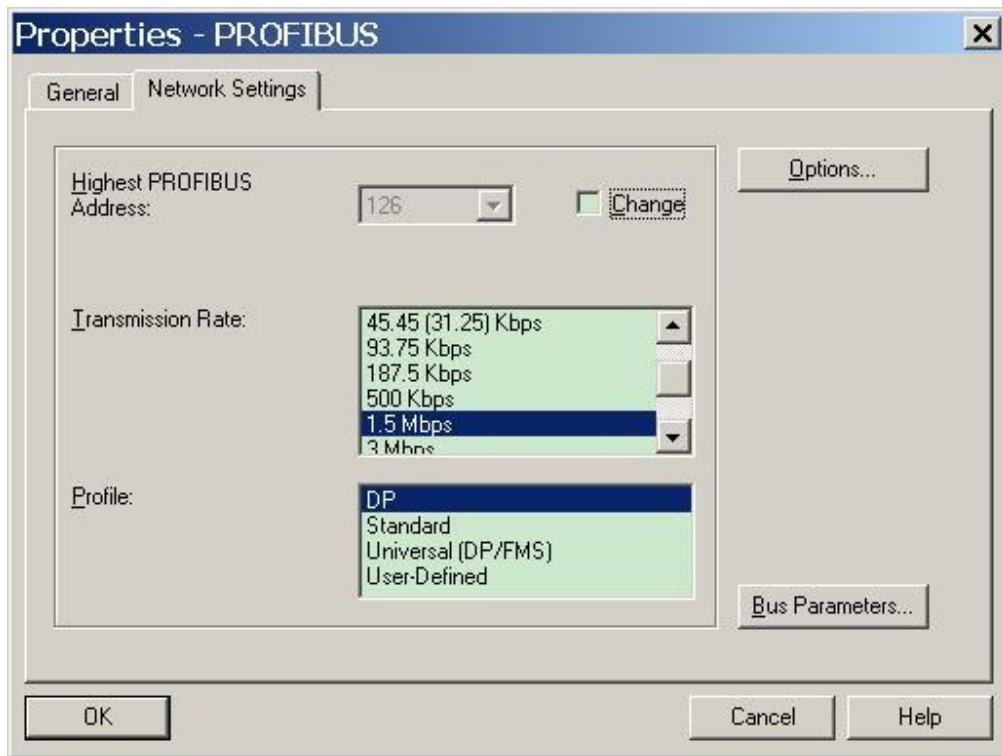 Properties - PROFIBUS
General
Network Settings
Highest PROFIBUS
Address:
126
Change
Options...
Transmission Rate:
45.45 (31.25) Kbps
93.75 Kbps
187.5 Kbps
500 Kbps
1.5 Mbps
3 Mbps
Profile:
DP
Standard
Universal (DP/FMS)
User-Defined
Bus Parameters...
OK
Cancel
Help